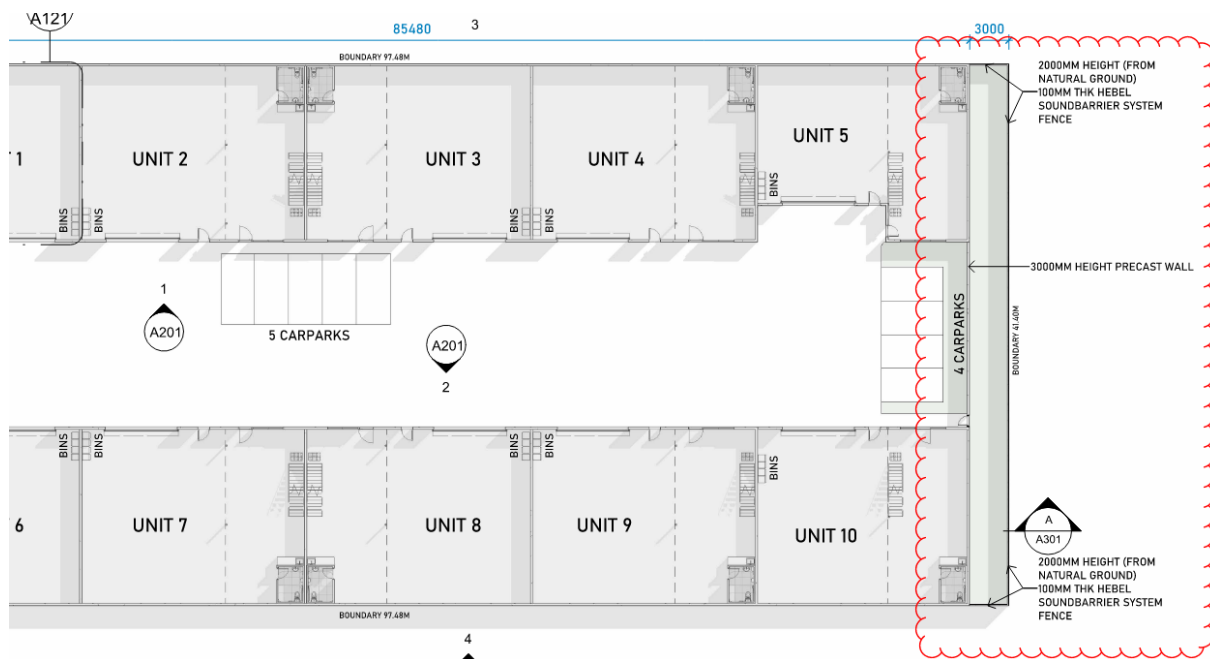 A121
85480
3
3000
BOUNDARY 97.48M
2000MM HEIGHT (FROM
NATURAL GROUND)
100MM THK HEBEL
SOUNDBARRIER SYSTEM
FENCE
T 1
UNIT 2
UNIT 3
UNIT 4
UNIT 5
BINS
BINS
BINS
BINS
BINS
3000MM HEIGHT PRECAST WALL
1
A201
5 CARPARKS
A201
2
4 CARPARKS
BOUNDARY 41.40M
BINS
BINS
BINS
BINS
BINS
6
UNIT 7
UNIT 8
UNIT 9
UNIT 10
A
A301
2000MM HEIGHT (FROM
NATURAL GROUND)
100MM THK HEBEL
SOUNDBARRIER SYSTEM
FENCE
BOUNDARY 97.48M
4